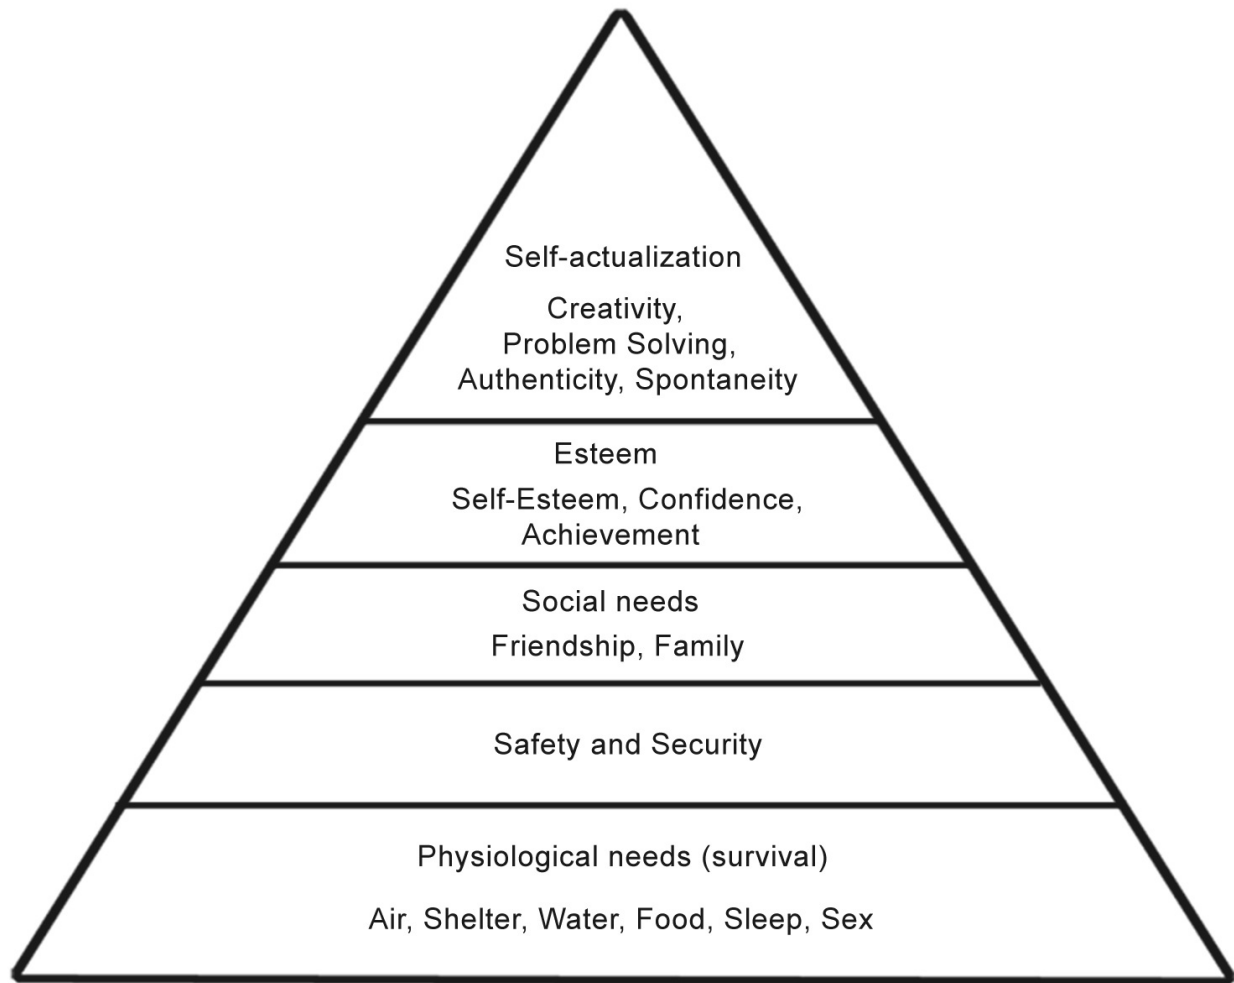 Self-actualization
Creativity,
Problem Solving,
Authenticity, Spontaneity
Esteem
Self-Esteem, Confidence,
Achievement
Social needs
Friendship, Family
Safety and Security
Physiological needs (survival)
Air, Shelter, Water, Food, Sleep, Sex